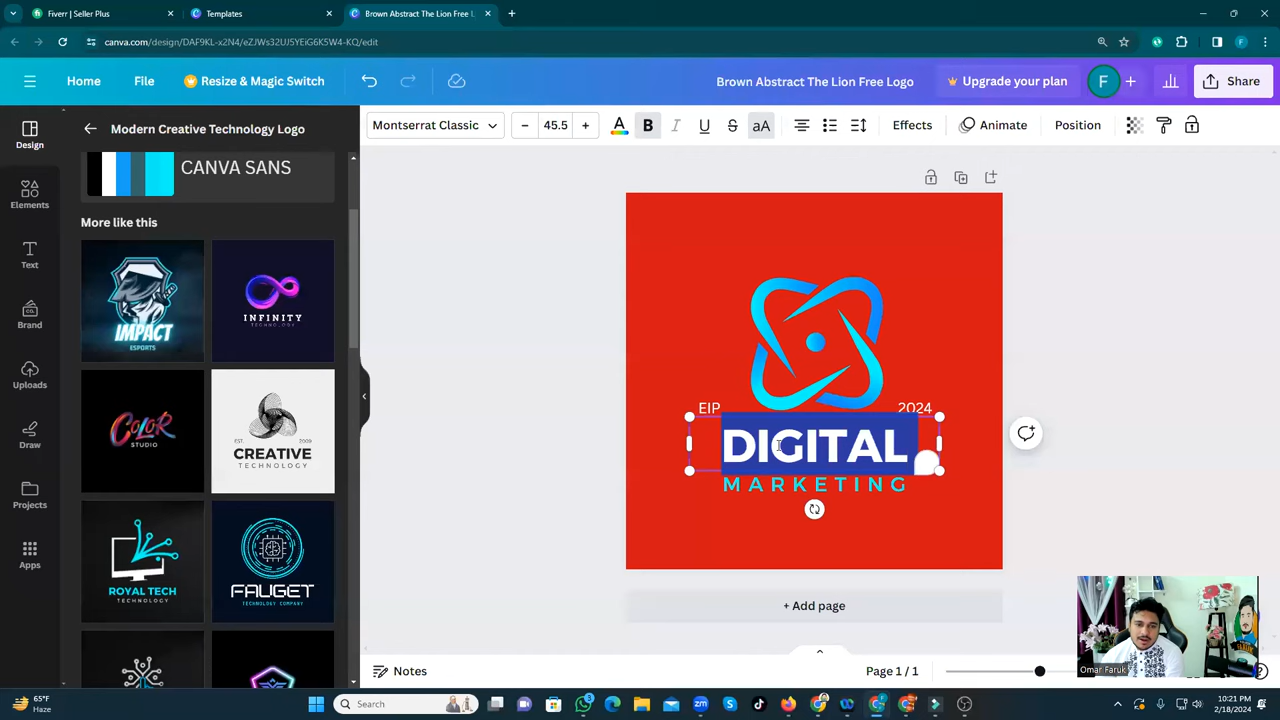 Fiverr | Seller Plus
Templates
Brown Abstract The Lion Free L
canva.com/design/DAF9KL-x2N4/eZJWs32UJ5YEiG6K5W4-KQ/edit
F
Home
File
Resize & Magic Switch
Brown Abstract The Lion Free Logo
Upgrade your plan
F
Share
Design
Elements
Text
Brand
Uploads
Draw
Projects
Apps
Modern Creative Technology Logo
CANVA SANS
More like this
IMPACT
ESPORTS
INFINITY
TECHNOLOGY
COLOR
STUDIO
EST.
2009
CREATIVE
TECHNOLOGY
ROYAL TECH
TECHNOLOGY
FAUGET
TECHNOLOGY COMPANY
Montserrat Classic
45.5
A
B
I
U
S
aA
Effects
Animate
Position
EIP
2024
DIGITAL
MARKETING
+ Add page
Notes
Page 1 / 1
Omar Faruk
65°F
Haze
Search
10:21 PM
2/18/2024